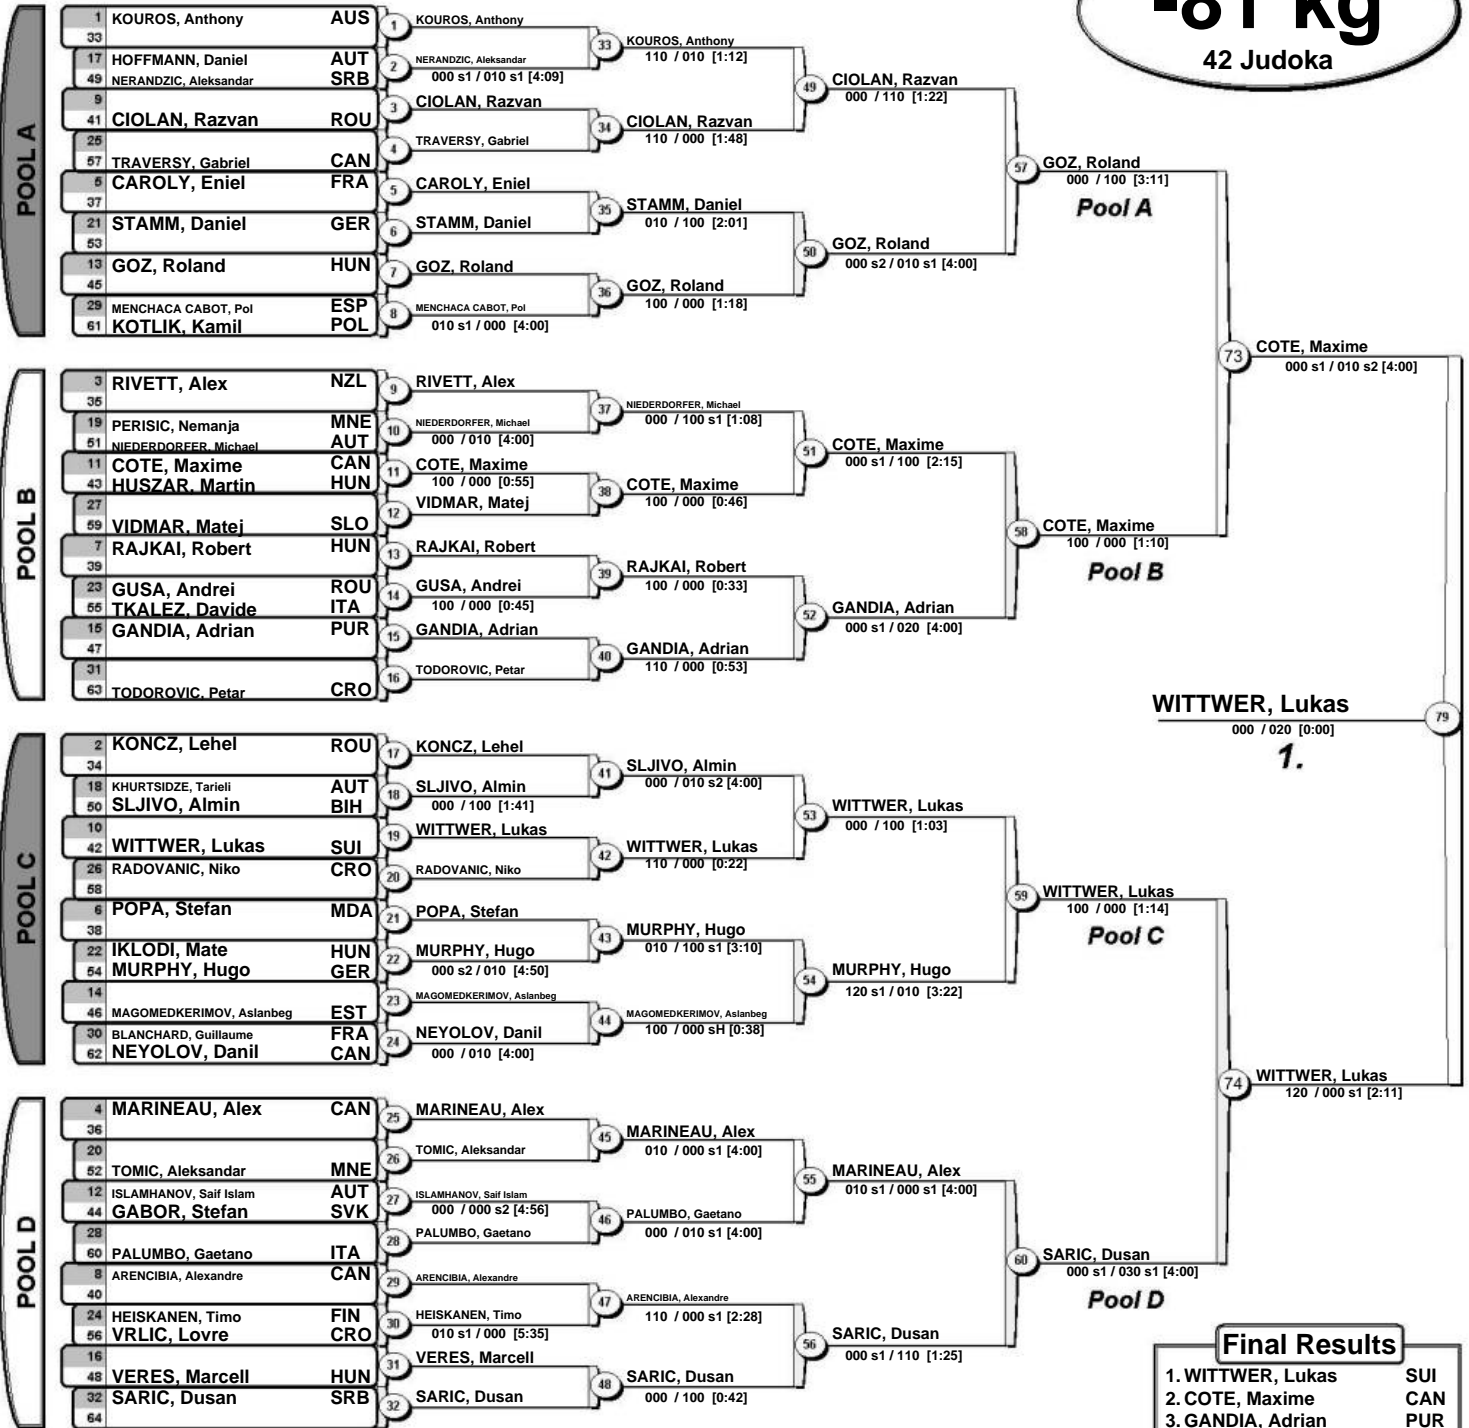 -81 kg
42 Judoka
POOL A
1 KOUROS, Anthony AUS
33
17 HOFFMANN, Daniel AUT
49 NERANDZIC, Aleksandar SRB
9
41 CIOLAN, Razvan ROU
25
57 TRAVERSY, Gabriel CAN
5 CAROLY, Eniel FRA
37
21 STAMM, Daniel GER
53
13 GOZ, Roland HUN
45
29 MENCHACA CABOT, Pol ESP
61 KOTLIK, Kamil POL
1 KOUROS, Anthony
2 NERANDZIC, Aleksandar
000 s1 / 010 s1 [4:09]
3 CIOLAN, Razvan
4 TRAVERSY, Gabriel
5 CAROLY, Eniel
6 STAMM, Daniel
7 GOZ, Roland
8 MENCHACA CABOT, Pol
010 s1 / 000 [4:00]
33 KOUROS, Anthony
110 / 010 [1:12]
34 CIOLAN, Razvan
110 / 000 [1:48]
35 STAMM, Daniel
010 / 100 [2:01]
36 GOZ, Roland
100 / 000 [1:18]
49 CIOLAN, Razvan
000 / 110 [1:22]
50 GOZ, Roland
000 s2 / 010 s1 [4:00]
57 GOZ, Roland
000 / 100 [3:11]
Pool A
POOL B
3 RIVETT, Alex NZL
35
19 PERISIC, Nemanja MNE
51 NIEDERDORFER, Michael AUT
11 COTE, Maxime CAN
43 HUSZAR, Martin HUN
27
59 VIDMAR, Matej SLO
7 RAJKAI, Robert HUN
39
23 GUSA, Andrei ROU
55 TKALEZ, Davide ITA
15 GANDIA, Adrian PUR
47
31
63 TODOROVIC, Petar CRO
9 RIVETT, Alex
10 NIEDERDORFER, Michael
000 / 010 [4:00]
11 COTE, Maxime
100 / 000 [0:55]
12 VIDMAR, Matej
13 RAJKAI, Robert
14 GUSA, Andrei
100 / 000 [0:45]
15 GANDIA, Adrian
16 TODOROVIC, Petar
37 NIEDERDORFER, Michael
000 / 100 s1 [1:08]
38 COTE, Maxime
100 / 000 [0:46]
39 RAJKAI, Robert
100 / 000 [0:33]
40 GANDIA, Adrian
110 / 000 [0:53]
51 COTE, Maxime
000 s1 / 100 [2:15]
52 GANDIA, Adrian
000 s1 / 020 [4:00]
58 COTE, Maxime
100 / 000 [1:10]
Pool B
73 COTE, Maxime
000 s1 / 010 s2 [4:00]
POOL C
2 KONCZ, Lehel ROU
34
18 KHURTSIDZE, Tarieli AUT
50 SLJIVO, Almin BIH
10
42 WITTWER, Lukas SUI
26 RADOVANIC, Niko CRO
58
6 POPA, Stefan MDA
38
22 IKLODI, Mate HUN
54 MURPHY, Hugo GER
14
46 MAGOMEDKERIMOV, Aslanbeg EST
30 BLANCHARD, Guillaume FRA
62 NEYOLOV, Danil CAN
17 KONCZ, Lehel
18 SLJIVO, Almin
000 / 100 [1:41]
19 WITTWER, Lukas
20 RADOVANIC, Niko
21 POPA, Stefan
22 MURPHY, Hugo
000 s2 / 010 [4:50]
23 MAGOMEDKERIMOV, Aslanbeg
24 NEYOLOV, Danil
000 / 010 [4:00]
41 SLJIVO, Almin
000 / 010 s2 [4:00]
42 WITTWER, Lukas
110 / 000 [0:22]
43 MURPHY, Hugo
010 / 100 s1 [3:10]
44 MAGOMEDKERIMOV, Aslanbeg
100 / 000 sH [0:38]
53 WITTWER, Lukas
000 / 100 [1:03]
54 MURPHY, Hugo
120 s1 / 010 [3:22]
59 WITTWER, Lukas
100 / 000 [1:14]
Pool C
WITTWER, Lukas 79
000 / 020 [0:00]
1.
POOL D
4 MARINEAU, Alex CAN
36
20
52 TOMIC, Aleksandar MNE
12 ISLAMHANOV, Saif Islam AUT
44 GABOR, Stefan SVK
28
60 PALUMBO, Gaetano ITA
8 ARENCIBIA, Alexandre CAN
40
24 HEISKANEN, Timo FIN
56 VRLIC, Lovre CRO
16
48 VERES, Marcell HUN
32 SARIC, Dusan SRB
64
25 MARINEAU, Alex
26 TOMIC, Aleksandar
27 ISLAMHANOV, Saif Islam
000 / 000 s2 [4:56]
28 PALUMBO, Gaetano
29 ARENCIBIA, Alexandre
30 HEISKANEN, Timo
010 s1 / 000 [5:35]
31 VERES, Marcell
32 SARIC, Dusan
45 MARINEAU, Alex
010 / 000 s1 [4:00]
46 PALUMBO, Gaetano
000 / 010 s1 [4:00]
47 ARENCIBIA, Alexandre
110 / 000 s1 [2:28]
48 SARIC, Dusan
000 / 100 [0:42]
55 MARINEAU, Alex
010 s1 / 000 s1 [4:00]
56 SARIC, Dusan
000 s1 / 110 [1:25]
60 SARIC, Dusan
000 s1 / 030 s1 [4:00]
Pool D
74 WITTWER, Lukas
120 / 000 s1 [2:11]
Final Results
1. WITTWER, Lukas SUI
2. COTE, Maxime CAN
3. GANDIA, Adrian PUR